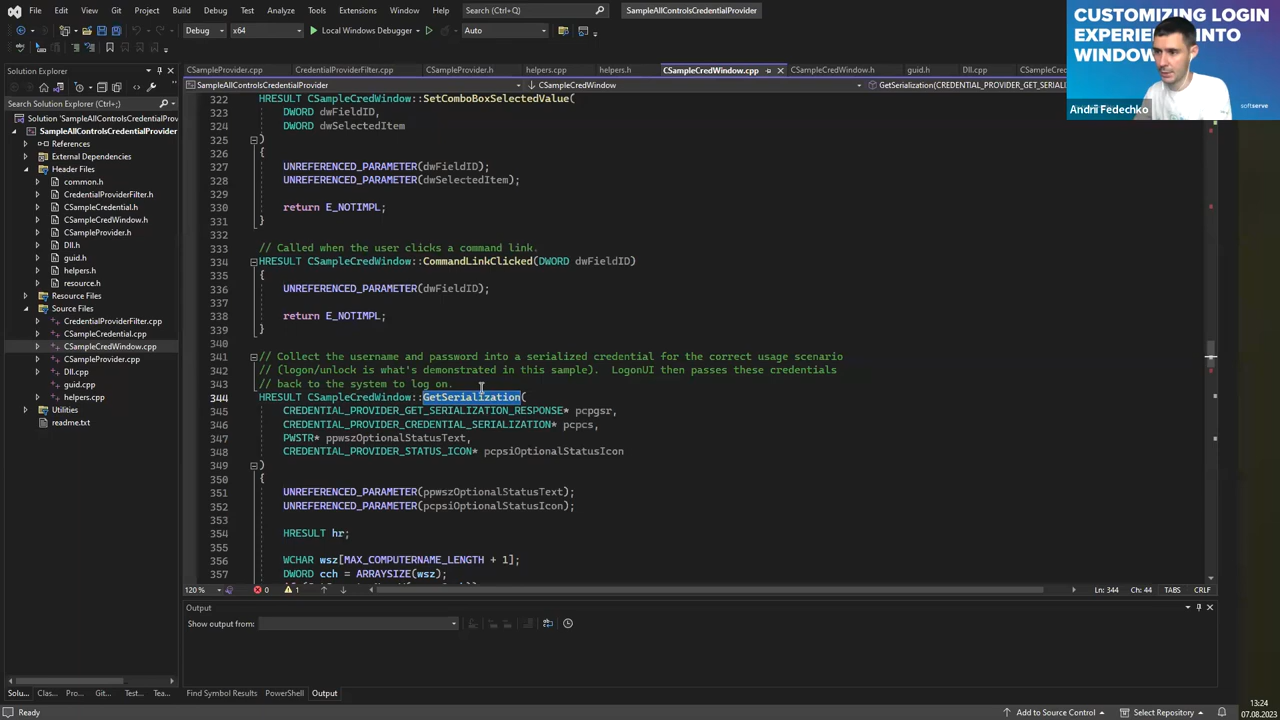 File Edit View Git Project Build Debug Test Analyze Tools Extensions Window Help Search (Ctrl+Q) SampleAllControlsCredentialProvider
CUSTOMIZING LOGIN
EXPERIENCE INTO
WINDOW
Andrii Fedechko
softserve
Debug x64 Local Windows Debugger Auto
Solution Explorer
Search Solution Explorer (Ctrl+;)
Solution 'SampleAllControlsCredentialProv
SampleAllControlsCredentialProvider
References
External Dependencies
Header Files
common.h
CredentialProviderFilter.h
CSampleCredential.h
CSampleCredWindow.h
CSampleProvider.h
Dll.h
guid.h
helpers.h
resource.h
Resource Files
Source Files
CredentialProviderFilter.cpp
CSampleCredential.cpp
CSampleCredWindow.cpp
CSampleProvider.cpp
Dll.cpp
guid.cpp
helpers.cpp
Utilities
readme.txt
Solu... Clas... Pro... Git... Test... Tea...
CSampleProvider.cpp CredentialProviderFilter.cpp CSampleProvider.h helpers.cpp helpers.h CSampleCredWindow.cpp CSampleCredWindow.h guid.h Dll.cpp CSampleCre
SampleAllControlsCredentialProvider CSampleCredWindow GetSerialization(CREDENTIAL_PROVIDER_GET_SERIAL
322 HRESULT CSampleCredWindow::SetComboBoxSelectedValue(
323 DWORD dwFieldID,
324 DWORD dwSelectedItem
325 )
326 {
327 UNREFERENCED_PARAMETER(dwFieldID);
328 UNREFERENCED_PARAMETER(dwSelectedItem);
329
330 return E_NOTIMPL;
331 }
332
333 // Called when the user clicks a command link.
334 HRESULT CSampleCredWindow::CommandLinkClicked(DWORD dwFieldID)
335 {
336 UNREFERENCED_PARAMETER(dwFieldID);
337
338 return E_NOTIMPL;
339 }
340
341 // Collect the username and password into a serialized credential for the correct usage scenario
342 // (logon/unlock is what's demonstrated in this sample). LogonUI then passes these credentials
343 // back to the system to log on.
344 HRESULT CSampleCredWindow::GetSerialization(
345 CREDENTIAL_PROVIDER_GET_SERIALIZATION_RESPONSE* pcpgsr,
346 CREDENTIAL_PROVIDER_CREDENTIAL_SERIALIZATION* pcpcs,
347 PWSTR* ppwszOptionalStatusText,
348 CREDENTIAL_PROVIDER_STATUS_ICON* pcpsiOptionalStatusIcon
349 )
350 {
351 UNREFERENCED_PARAMETER(ppwszOptionalStatusText);
352 UNREFERENCED_PARAMETER(pcpsiOptionalStatusIcon);
353
354 HRESULT hr;
355
356 WCHAR wsz[MAX_COMPUTERNAME_LENGTH + 1];
357 DWORD cch = ARRAYSIZE(wsz);
120 % 0 1 Ln: 344 Ch: 44 TABS CRLF
Output
Show output from:
Find Symbol Results PowerShell Output
Ready Add to Source Control Select Repository
13:24
07.08.2023